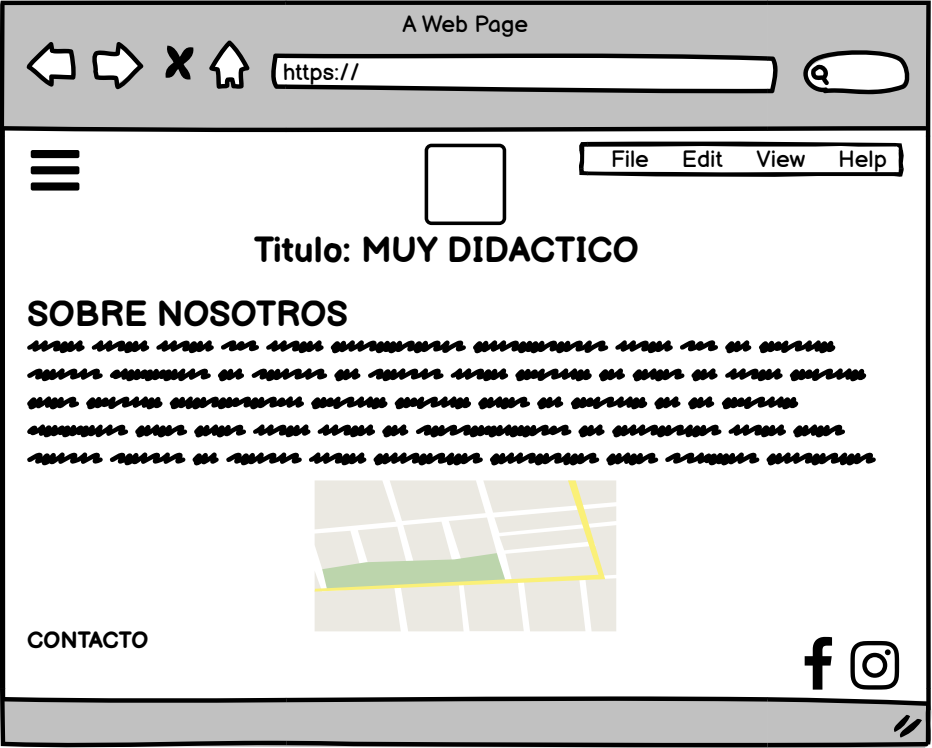 A Web Page
https://
File Edit View Help
Titulo: MUY DIDACTICO
SOBRE NOSOTROS
CONTACTO